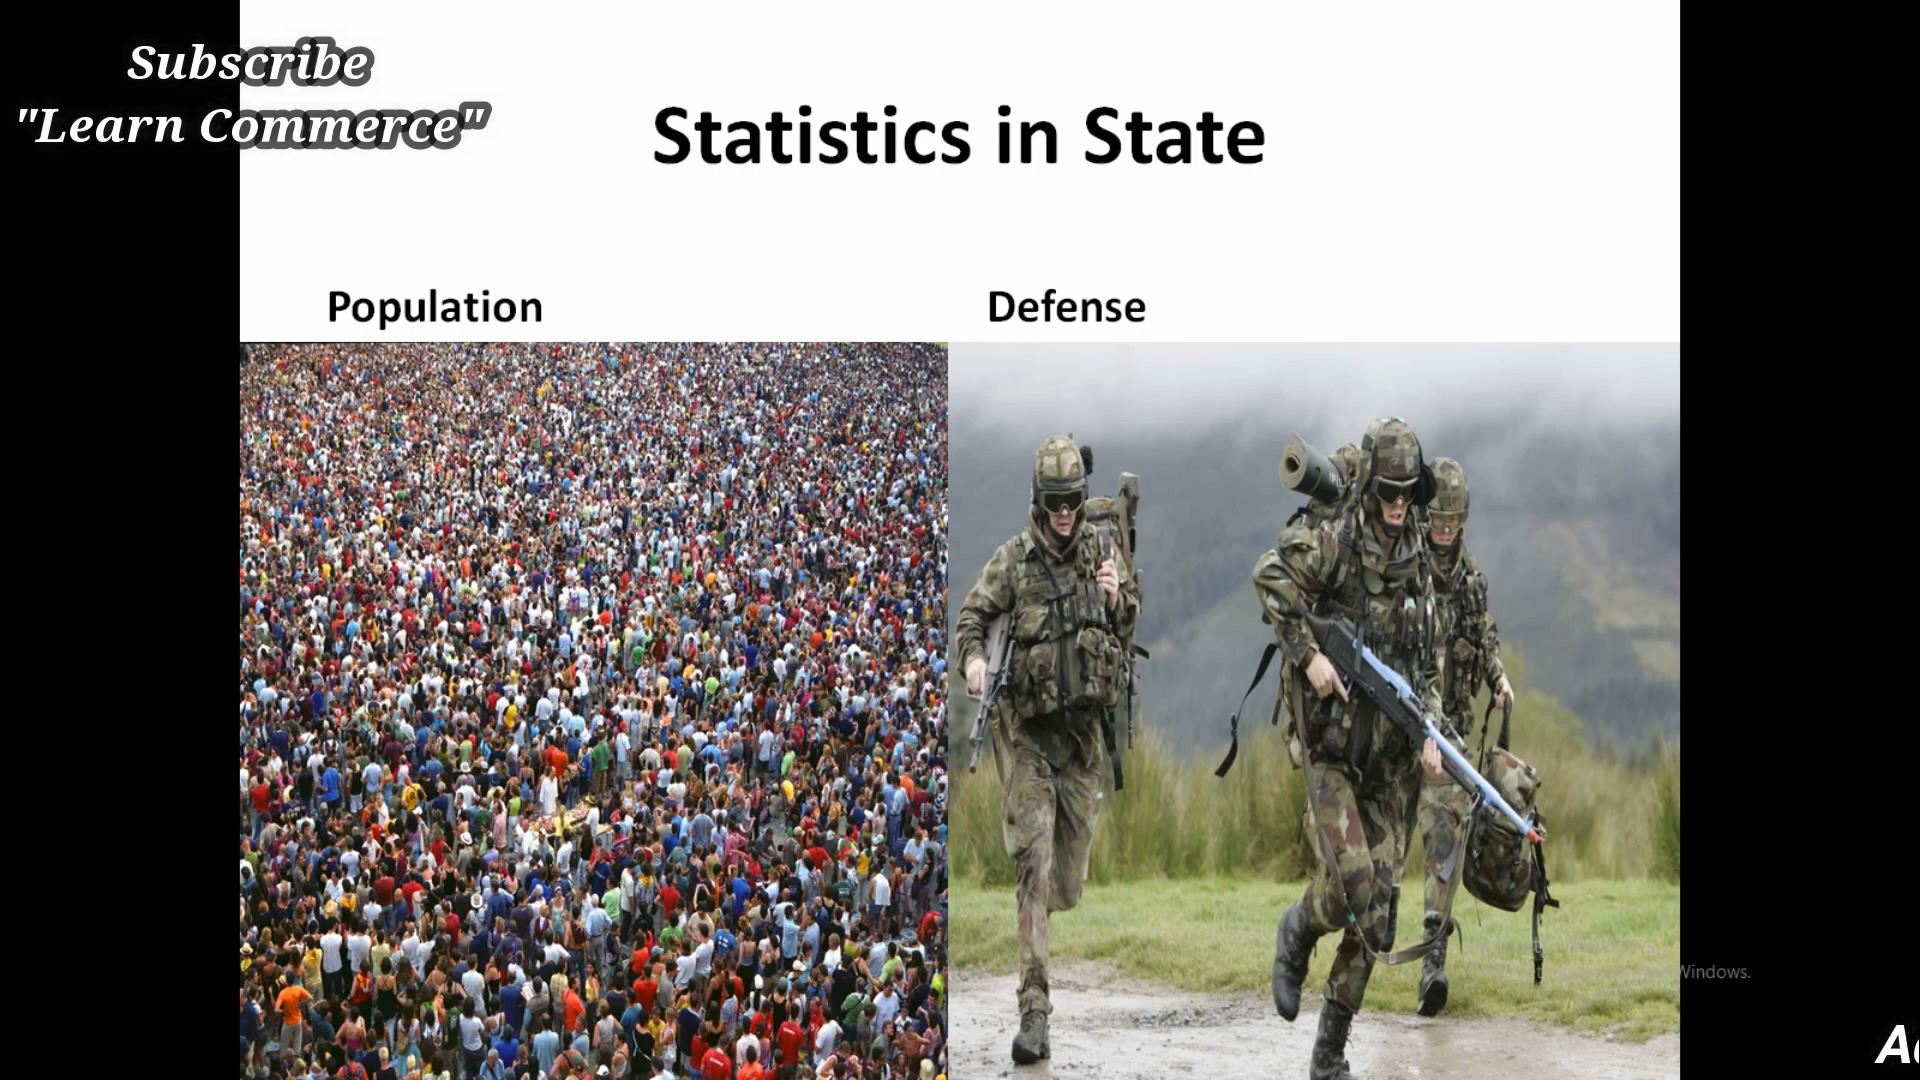 Subscribe
"Learn Commerce"
Statistics in State
Population
Defense
Windows.